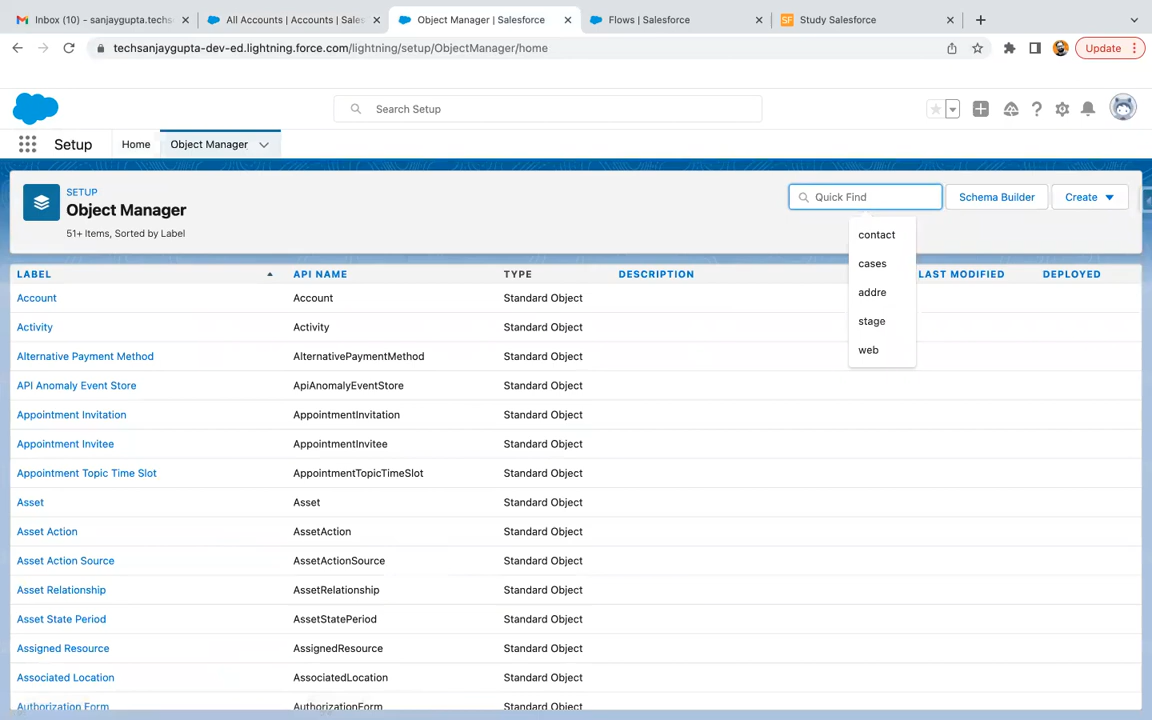 Inbox (10) - sanjaygupta.techs
All Accounts | Accounts | Sales
Object Manager | Salesforce
Flows | Salesforce
SF Study Salesforce
techsanjaygupta-dev-ed.lightning.force.com/lightning/setup/ObjectManager/home
Update
Search Setup
Setup Home Object Manager
SETUP
Object Manager
51+ Items, Sorted by Label
Quick Find
Schema Builder
Create
contact
cases
addre
stage
web
LABEL API NAME TYPE DESCRIPTION LAST MODIFIED DEPLOYED
Account Account Standard Object
Activity Activity Standard Object
Alternative Payment Method AlternativePaymentMethod Standard Object
API Anomaly Event Store ApiAnomalyEventStore Standard Object
Appointment Invitation AppointmentInvitation Standard Object
Appointment Invitee AppointmentInvitee Standard Object
Appointment Topic Time Slot AppointmentTopicTimeSlot Standard Object
Asset Asset Standard Object
Asset Action AssetAction Standard Object
Asset Action Source AssetActionSource Standard Object
Asset Relationship AssetRelationship Standard Object
Asset State Period AssetStatePeriod Standard Object
Assigned Resource AssignedResource Standard Object
Associated Location AssociatedLocation Standard Object
Authorization Form AuthorizationForm Standard Object